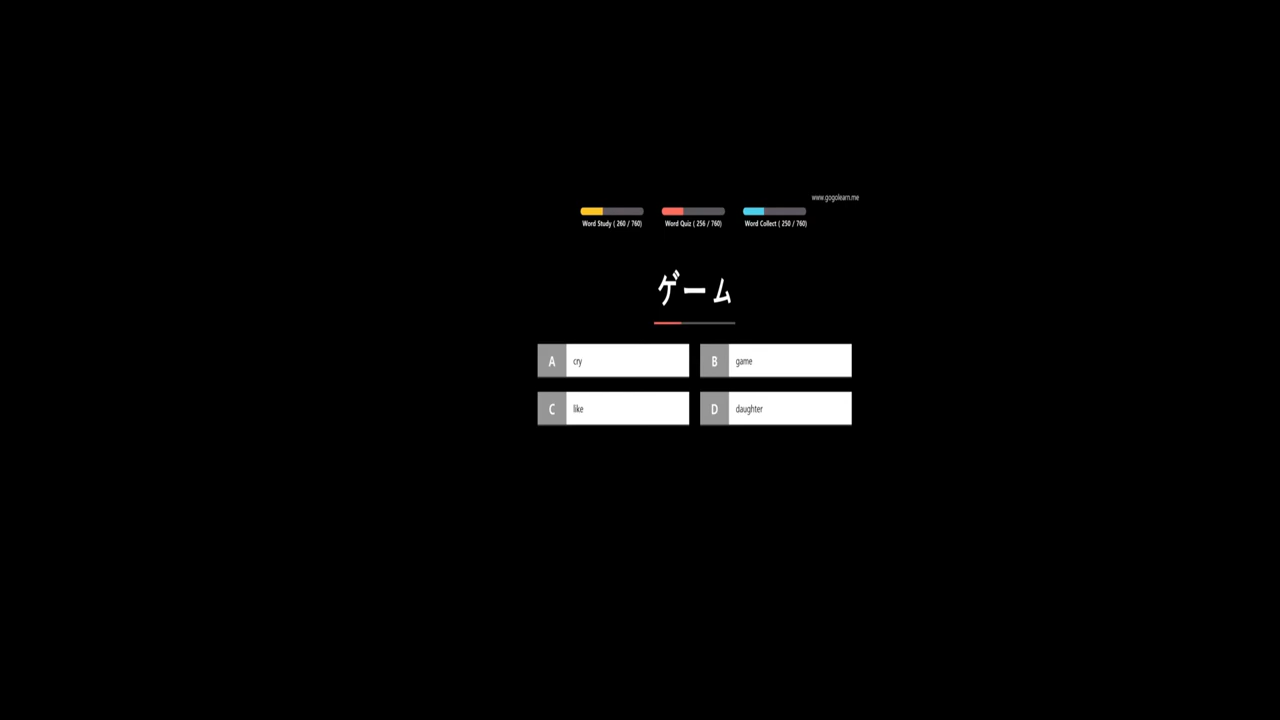 www.gogolearn.me
Word Study ( 260 / 760)
Word Quiz ( 256 / 760)
Word Collect ( 250 / 760)
ゲーム
A cry
B game
C like
D daughter